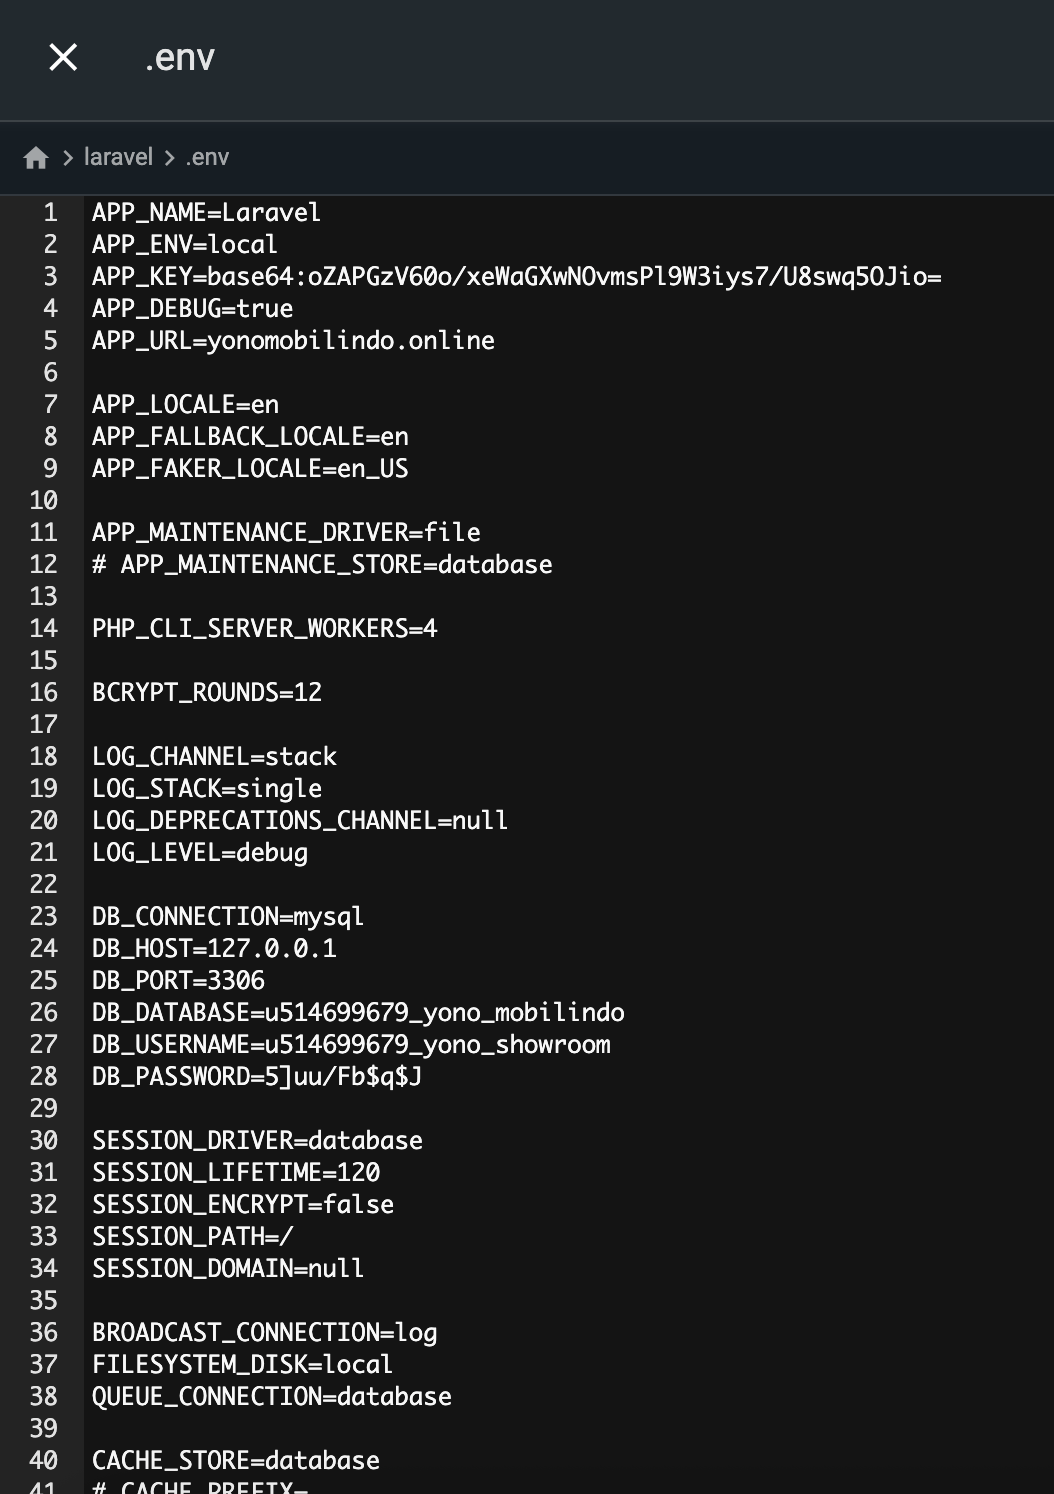 .env
laravel > .env
1 APP_NAME=Laravel
2 APP_ENV=local
3 APP_KEY=base64:oZAPGzV60o/xeWaGXwNOvmsPl9W3iys7/U8swq5OJio=
4 APP_DEBUG=true
5 APP_URL=yonomobilindo.online
6
7 APP_LOCALE=en
8 APP_FALLBACK_LOCALE=en
9 APP_FAKER_LOCALE=en_US
10
11 APP_MAINTENANCE_DRIVER=file
12 # APP_MAINTENANCE_STORE=database
13
14 PHP_CLI_SERVER_WORKERS=4
15
16 BCRYPT_ROUNDS=12
17
18 LOG_CHANNEL=stack
19 LOG_STACK=single
20 LOG_DEPRECATIONS_CHANNEL=null
21 LOG_LEVEL=debug
22
23 DB_CONNECTION=mysql
24 DB_HOST=127.0.0.1
25 DB_PORT=3306
26 DB_DATABASE=u514699679_yono_mobilindo
27 DB_USERNAME=u514699679_yono_showroom
28 DB_PASSWORD=5]uu/Fb$q$J
29
30 SESSION_DRIVER=database
31 SESSION_LIFETIME=120
32 SESSION_ENCRYPT=false
33 SESSION_PATH=/
34 SESSION_DOMAIN=null
35
36 BROADCAST_CONNECTION=log
37 FILESYSTEM_DISK=local
38 QUEUE_CONNECTION=database
39
40 CACHE_STORE=database
41 # CACHE_PREFIX=